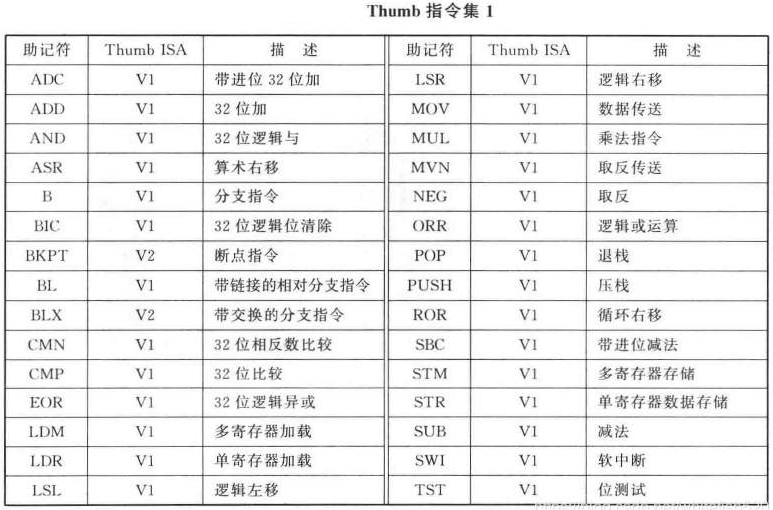 Thumb 指令集 1
助记符 Thumb ISA 描 述 助记符 Thumb ISA 描 述
ADC V1 带进位 32 位加 LSR V1 逻辑右移
ADD V1 32 位加 MOV V1 数据传送
AND V1 32 位逻辑与 MUL V1 乘法指令
ASR V1 算术右移 MVN V1 取反传送
B V1 分支指令 NEG V1 取反
BIC V1 32 位逻辑位清除 ORR V1 逻辑或运算
BKPT V2 断点指令 POP V1 退栈
BL V1 带链接的相对分支指令 PUSH V1 压栈
BLX V2 带交换的分支指令 ROR V1 循环右移
CMN V1 32 位相反数比较 SBC V1 带进位减法
CMP V1 32 位比较 STM V1 多寄存器存储
EOR V1 32 位逻辑异或 STR V1 单寄存器数据存储
LDM V1 多寄存器加载 SUB V1 减法
LDR V1 单寄存器加载 SWI V1 软中断
LSL V1 逻辑左移 TST V1 位测试